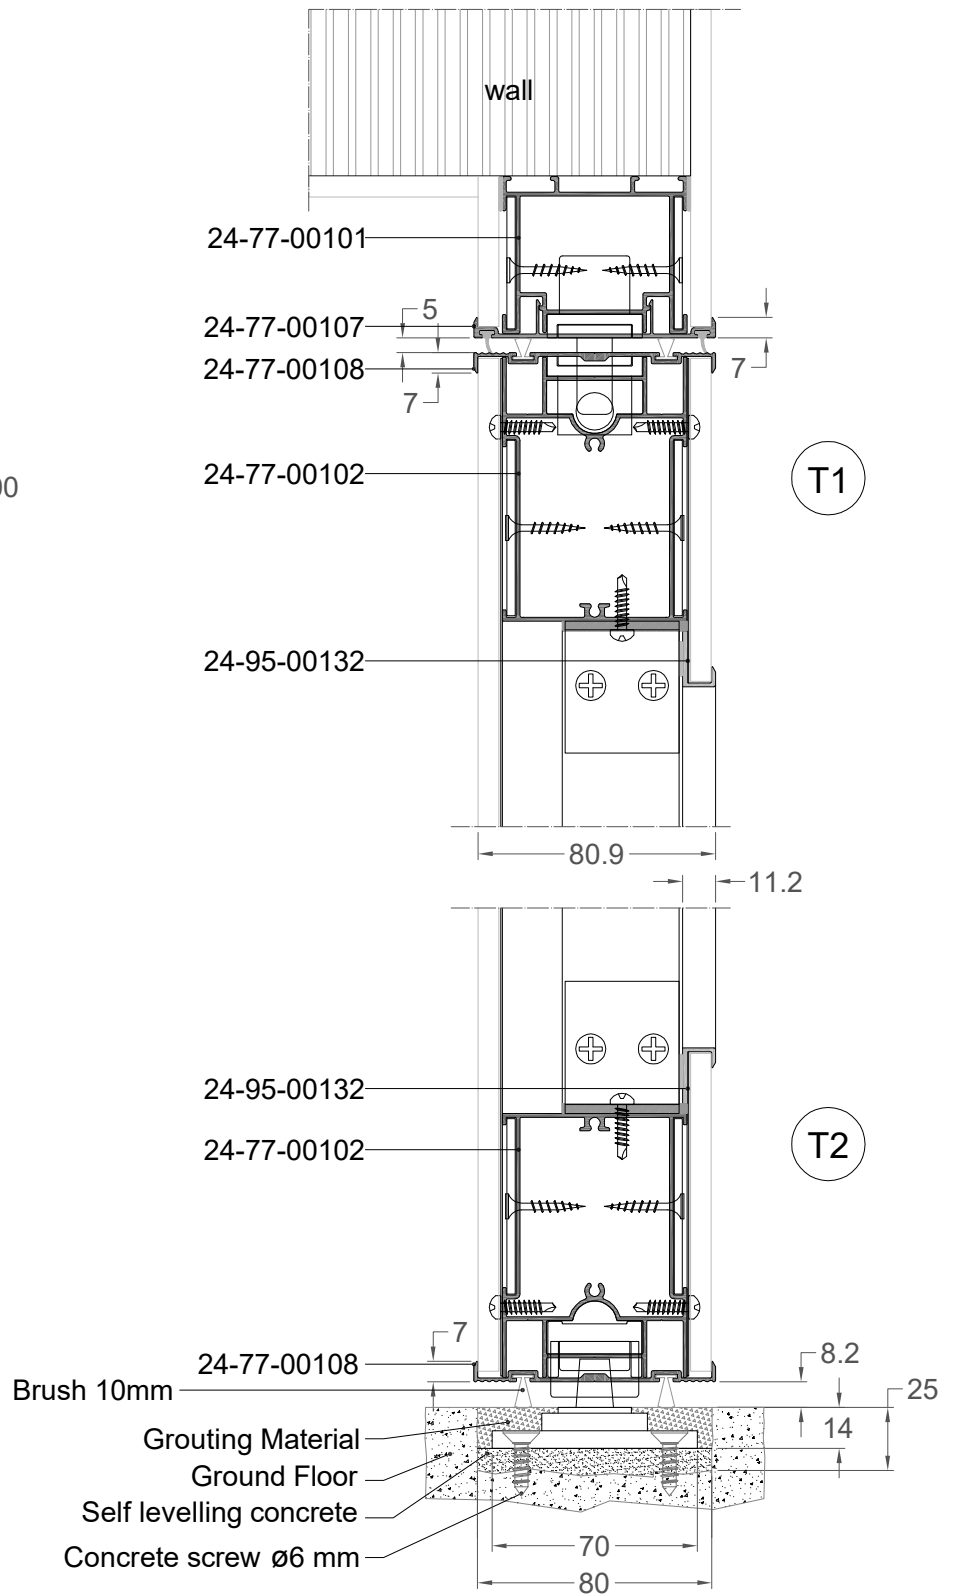 wall
24-77-00101
5
24-77-00107
24-77-00108
7
7
24-77-00102
T1
00
24-95-00132
80.9
11.2
24-95-00132
24-77-00102
T2
7
24-77-00108
8.2
Brush 10mm
25
14
Grouting Material
Ground Floor
Self levelling concrete
Concrete screw ø6 mm
70
80